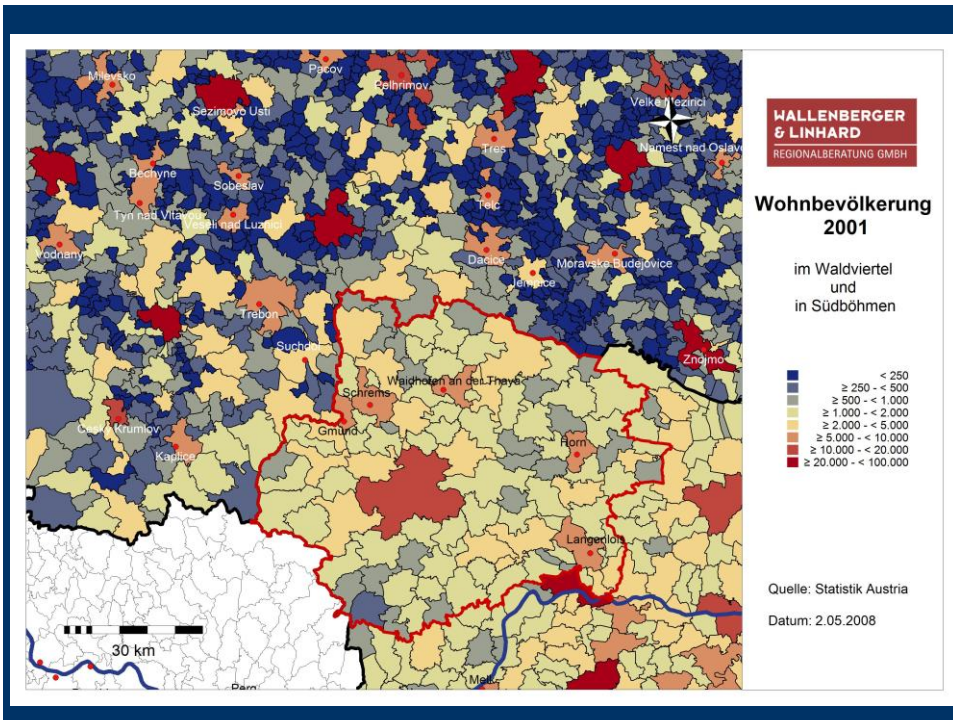 Milevsko
Pacov
Pelhrimov
Sezimovo Usti
Velke Mezirici
Namest nad Oslavo
Tres
Bechyne
Sobeslav
Telc
Tyn nad Vltavou
Veseli nad Luznici
Vodnany
Dacice
Moravske Budejovice
Jemnice
Trebon
Suchdol
Znojmo
Waidhofen an der Thaya
Schrems
Gmünd
Cesky Krumlov
Kaplice
Horn
Langenlois
30 km
Perg
Melk
WALLENBERGER
& LINHARD
REGIONALBERATUNG GMBH
Wohnbevölkerung
2001
im Waldviertel
und
in Südböhmen
< 250
≥ 250 - < 500
≥ 500 - < 1.000
≥ 1.000 - < 2.000
≥ 2.000 - < 5.000
≥ 5.000 - < 10.000
≥ 10.000 - < 20.000
≥ 20.000 - < 100.000
Quelle: Statistik Austria
Datum: 2.05.2008